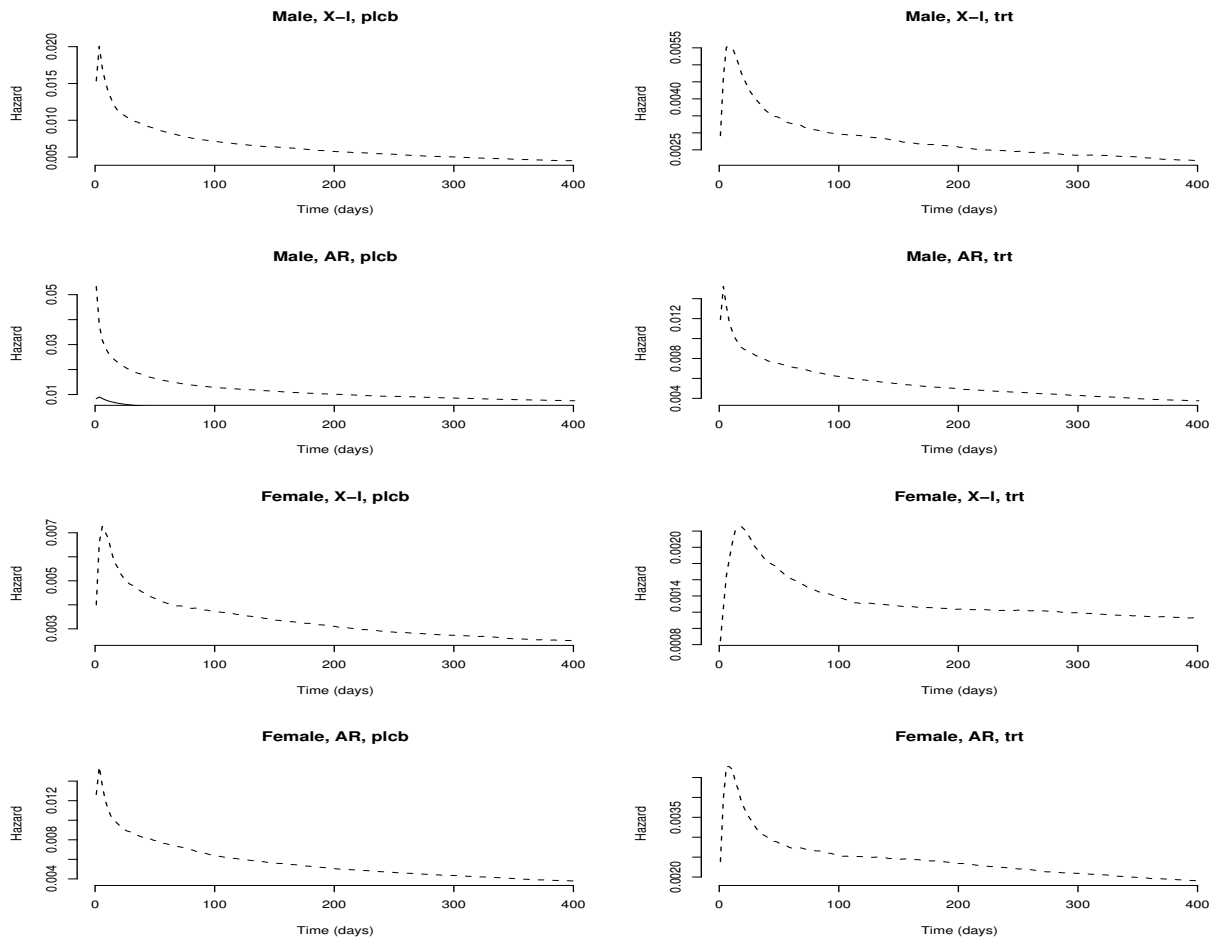 Male, X−I, plcb
Hazard
0.005 0.010 0.015 0.020
0 100 200 300 400
Time (days)
Male, X−I, trt
Hazard
0.0025 0.0040 0.0055
0 100 200 300 400
Time (days)
Male, AR, plcb
Hazard
0.01 0.03 0.05
0 100 200 300 400
Time (days)
Male, AR, trt
Hazard
0.004 0.008 0.012
0 100 200 300 400
Time (days)
Female, X−I, plcb
Hazard
0.003 0.005 0.007
0 100 200 300 400
Time (days)
Female, X−I, trt
Hazard
0.0008 0.0014 0.0020
0 100 200 300 400
Time (days)
Female, AR, plcb
Hazard
0.004 0.008 0.012
0 100 200 300 400
Time (days)
Female, AR, trt
Hazard
0.0020 0.0035
0 100 200 300 400
Time (days)